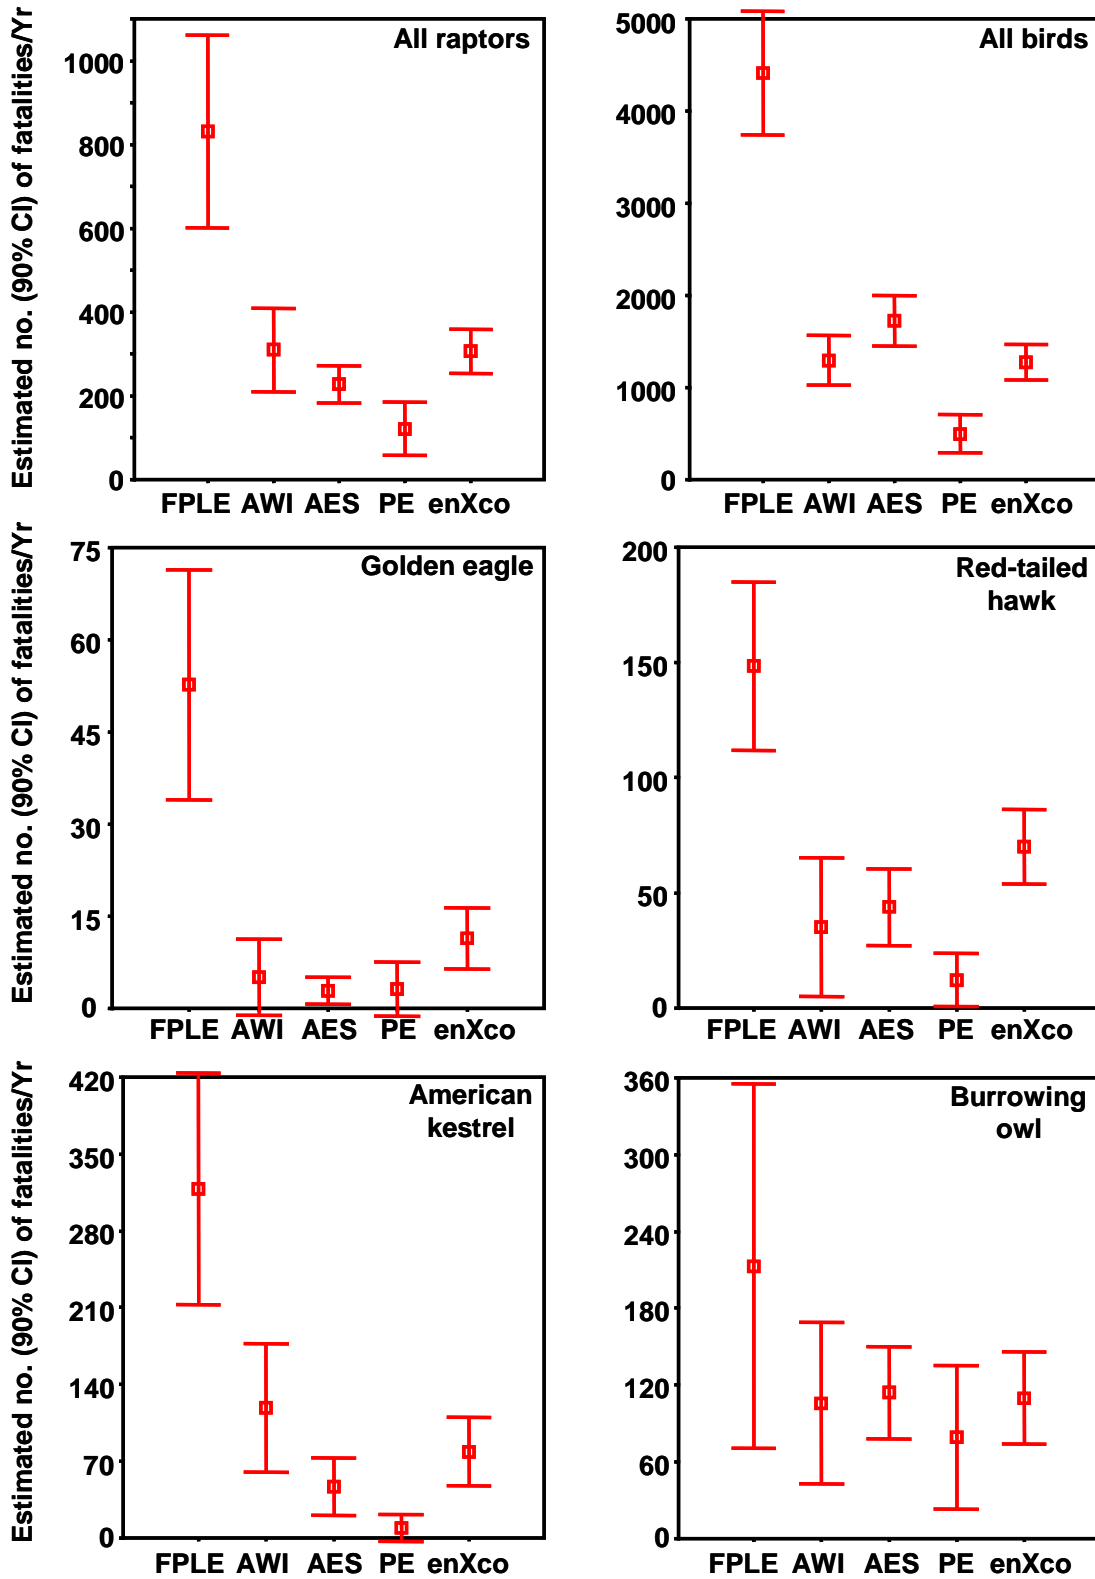 Estimated no. (90% CI) of fatalities/Yr
All raptors
1000
800
600
400
200
0
FPLE AWI AES PE enXco
All birds
5000
4000
3000
2000
1000
0
FPLE AWI AES PE enXco
Estimated no. (90% CI) of fatalities/Yr
Golden eagle
75
60
45
30
15
0
FPLE AWI AES PE enXco
Red-tailed
hawk
200
150
100
50
0
FPLE AWI AES PE enXco
Estimated no. (90% CI) of fatalities/Yr
American
kestrel
420
350
280
210
140
70
0
FPLE AWI AES PE enXco
Burrowing
owl
360
300
240
180
120
60
0
FPLE AWI AES PE enXco